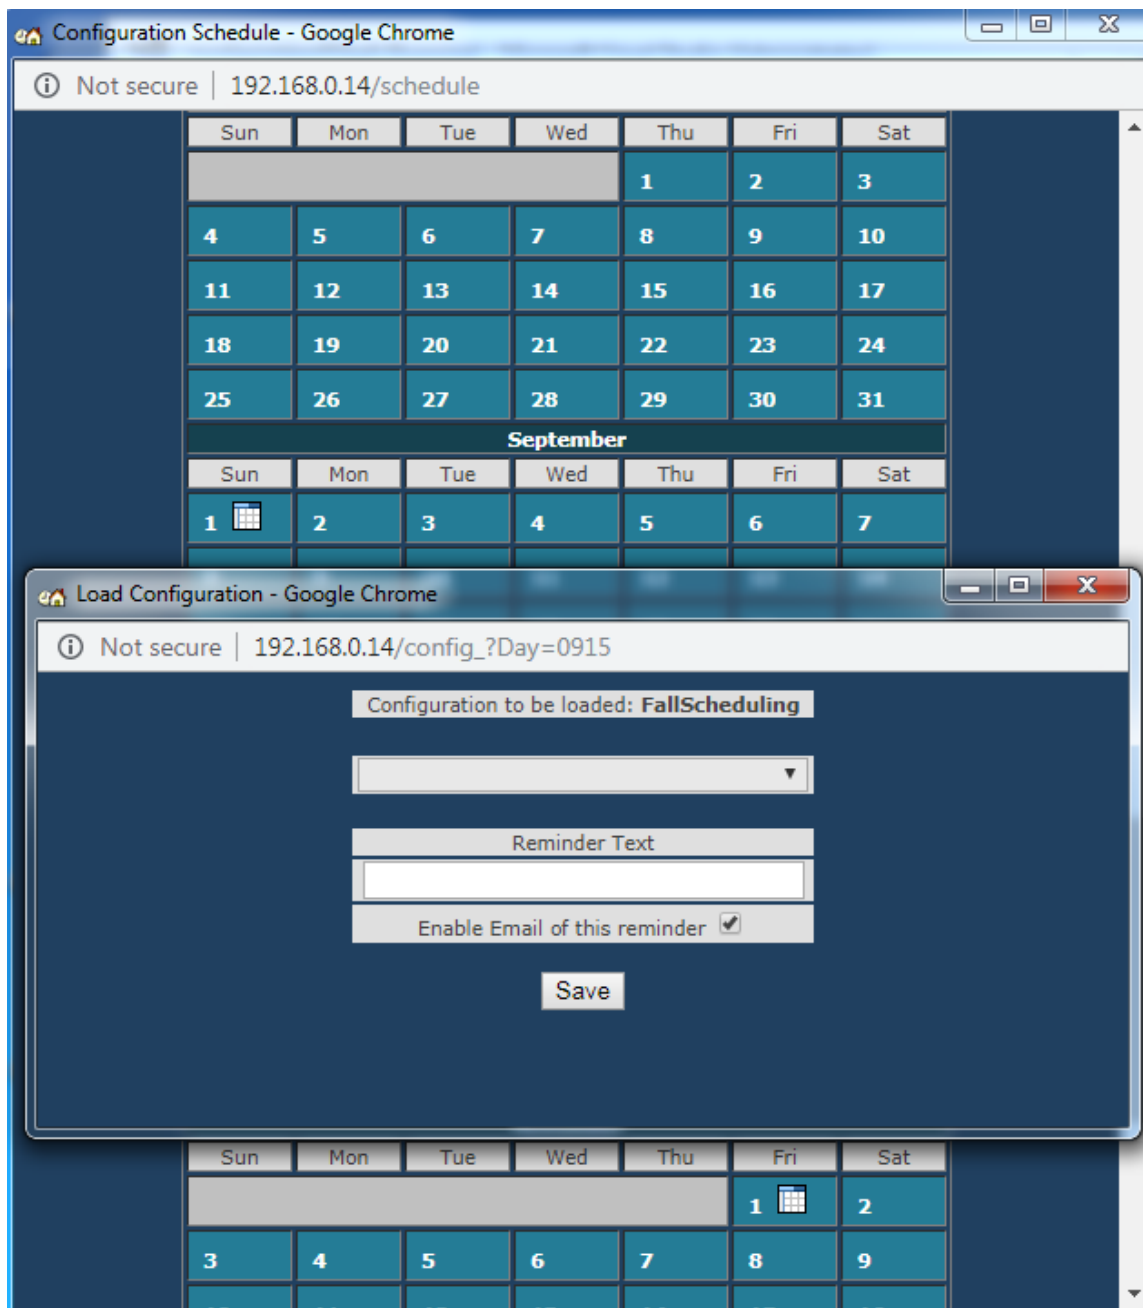 Configuration Schedule - Google Chrome
Not secure | 192.168.0.14/schedule
Sun Mon Tue Wed Thu Fri Sat
1 2 3
4 5 6 7 8 9 10
11 12 13 14 15 16 17
18 19 20 21 22 23 24
25 26 27 28 29 30 31
September
Sun Mon Tue Wed Thu Fri Sat
1 2 3 4 5 6 7
Load Configuration - Google Chrome
Not secure | 192.168.0.14/config_?Day=0915
Configuration to be loaded: FallScheduling
Reminder Text
Enable Email of this reminder
Save
Sun Mon Tue Wed Thu Fri Sat
1 2
3 4 5 6 7 8 9